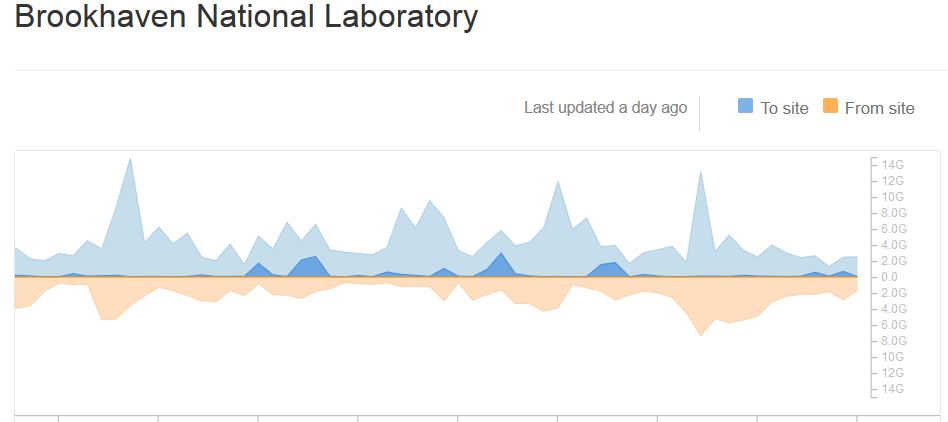 Brookhaven National Laboratory
Last updated a day ago
To site
From site
14G
12G
10G
8.0G
6.0G
4.0G
2.0G
0.0
2.0G
4.0G
6.0G
8.0G
10G
12G
14G